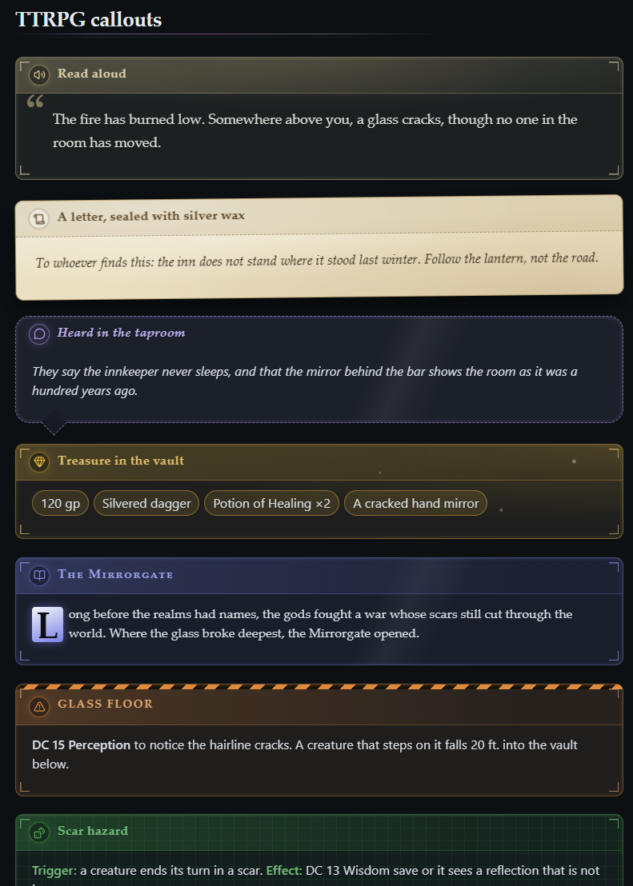 TTRPG callouts
Read aloud
“
The fire has burned low. Somewhere above you, a glass cracks, though no one in the
room has moved.
A letter, sealed with silver wax
To whoever finds this: the inn does not stand where it stood last winter. Follow the lantern, not the road.
Heard in the taproom
They say the innkeeper never sleeps, and that the mirror behind the bar shows the room as it was a
hundred years ago.
Treasure in the vault
120 gp Silvered dagger Potion of Healing ×2 A cracked hand mirror
The Mirrorgate
Long before the realms had names, the gods fought a war whose scars still cut through the
world. Where the glass broke deepest, the Mirrorgate opened.
GLASS FLOOR
DC 15 Perception to notice the hairline cracks. A creature that steps on it falls 20 ft. into the vault
below.
Scar hazard
Trigger: a creature ends its turn in a scar. Effect: DC 13 Wisdom save or it sees a reflection that is not